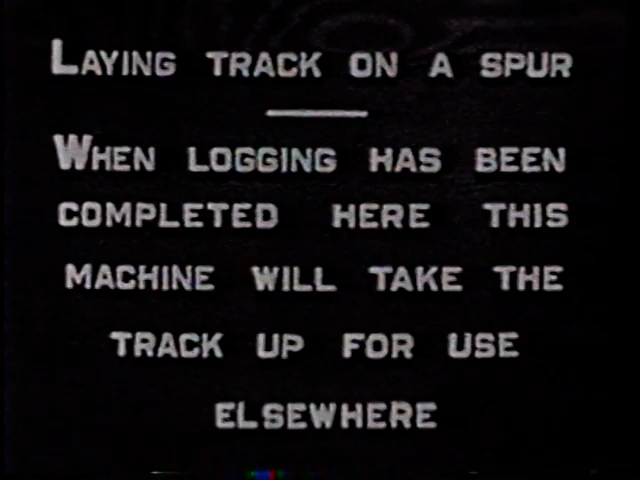 LAYING TRACK ON A SPUR
WHEN LOGGING HAS BEEN
COMPLETED HERE THIS
MACHINE WILL TAKE THE
TRACK UP FOR USE
ELSEWHERE